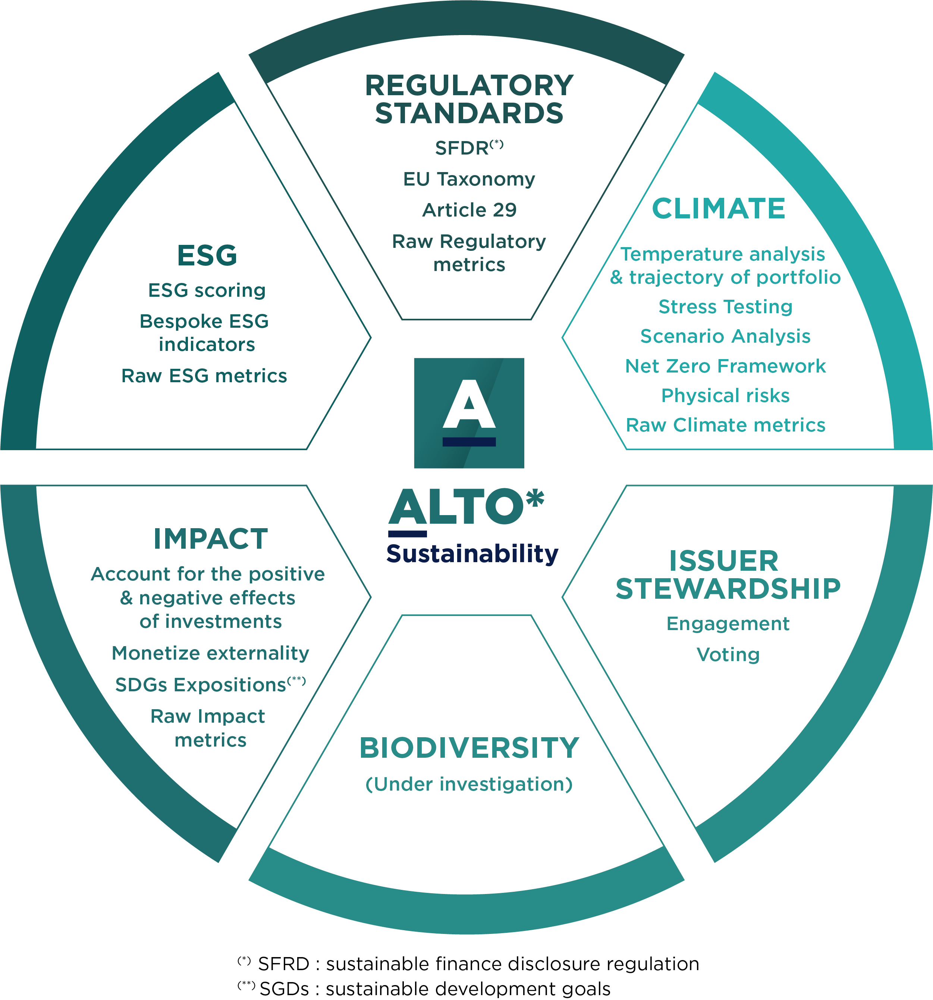 REGULATORY
STANDARDS
SFDR(*)
EU Taxonomy
Article 29
Raw Regulatory
metrics
CLIMATE
Temperature analysis
& trajectory of portfolio
Stress Testing
Scenario Analysis
Net Zero Framework
Physical risks
Raw Climate metrics
ESG
ESG scoring
Bespoke ESG
indicators
Raw ESG metrics
A
ALTO*
Sustainability
IMPACT
Account for the positive
& negative effects
of investments
Monetize externality
SDGs Expositions(**)
Raw Impact
metrics
ISSUER
STEWARDSHIP
Engagement
Voting
BIODIVERSITY
(Under investigation)
(*) SFRD : sustainable finance disclosure regulation
(**) SGDs : sustainable development goals